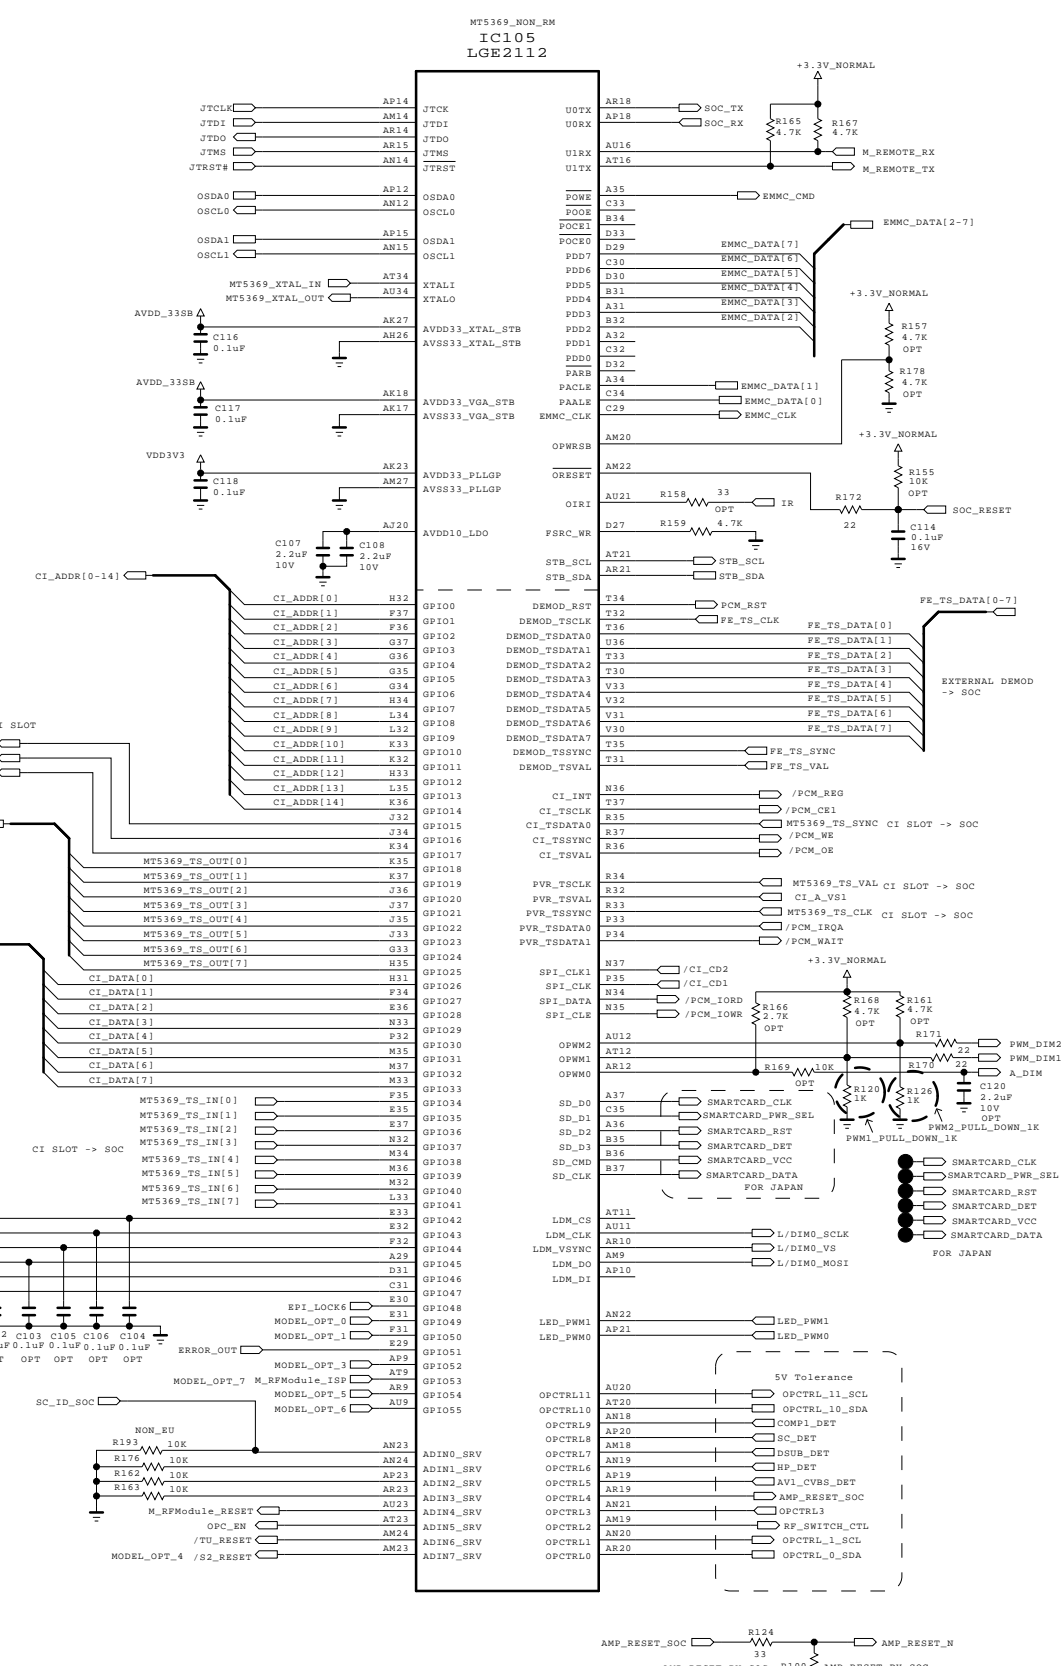 MT5369_NON_RM
IC105
LGE2112
JTCLK AP14 JTCK
JTDI AM14 JTDI
JTDO AR14 JTDO
JTMS AR15 JTMS
JTRST# AN14 JTRST
OSDA0 AP12 OSDA0
OSCL0 AN12 OSCL0
OSDA1 AP15 OSDA1
OSCL1 AN15 OSCL1
MT5369_XTAL_IN AT34 XTALI
MT5369_XTAL_OUT AU34 XTALO
AVDD_33SB
AK27 AVDD33_XTAL_STB
C116
0.1uF
AH26 AVSS33_XTAL_STB
AVDD_33SB
AK18 AVDD33_VGA_STB
C117
0.1uF
AK17 AVSS33_VGA_STB
VDD3V3
AK23 AVDD33_PLLGP
C118
0.1uF
AM27 AVSS33_PLLGP
AJ20 AVDD10_LDO
C107
2.2uF
10V
C108
2.2uF
10V
CI_ADDR[0-14]
CI_ADDR[0] H32 GPIO0
CI_ADDR[1] F37 GPIO1
CI_ADDR[2] F36 GPIO2
CI_ADDR[3] G37 GPIO3
CI_ADDR[4] G36 GPIO4
CI_ADDR[5] G35 GPIO5
CI_ADDR[6] G34 GPIO6
CI_ADDR[7] H34 GPIO7
CI_ADDR[8] L34 GPIO8
CI_ADDR[9] L32 GPIO9
CI_ADDR[10] K33 GPIO10
CI_ADDR[11] K32 GPIO11
CI_ADDR[12] H33 GPIO12
CI_ADDR[13] L35 GPIO13
CI_ADDR[14] K36 GPIO14
I SLOT
J32 GPIO15
J34 GPIO16
K34 GPIO17
MT5369_TS_OUT[0] K35 GPIO18
MT5369_TS_OUT[1] K37 GPIO19
MT5369_TS_OUT[2] J36 GPIO20
MT5369_TS_OUT[3] J37 GPIO21
MT5369_TS_OUT[4] J35 GPIO22
MT5369_TS_OUT[5] J33 GPIO23
MT5369_TS_OUT[6] G33 GPIO24
MT5369_TS_OUT[7] H35 GPIO25
CI_DATA[0] H31 GPIO26
CI_DATA[1] F34 GPIO27
CI_DATA[2] E36 GPIO28
CI_DATA[3] N33 GPIO29
CI_DATA[4] P32 GPIO30
CI_DATA[5] M35 GPIO31
CI_DATA[6] M37 GPIO32
CI_DATA[7] M33 GPIO33
MT5369_TS_IN[0] F35 GPIO34
MT5369_TS_IN[1] E35 GPIO35
MT5369_TS_IN[2] E37 GPIO36
MT5369_TS_IN[3] N32 GPIO37
CI SLOT -> SOC
MT5369_TS_IN[4] M34 GPIO38
MT5369_TS_IN[5] M36 GPIO39
MT5369_TS_IN[6] M32 GPIO40
MT5369_TS_IN[7] L33 GPIO41
E33 GPIO42
E32 GPIO43
F32 GPIO44
A29 GPIO45
D31 GPIO46
C31 GPIO47
EPI_LOCK6 E30 GPIO48
MODEL_OPT_0 E31 GPIO49
MODEL_OPT_1 F31 GPIO50
ERROR_OUT E29 GPIO51
MODEL_OPT_3 AP9 GPIO52
MODEL_OPT_7 M_RFModule_ISP AT9 GPIO53
MODEL_OPT_5 AR9 GPIO54
MODEL_OPT_6 AU9 GPIO55
2 C103 C105 C106 C104
uF 0.1uF 0.1uF 0.1uF 0.1uF
T OPT OPT OPT OPT
SC_ID_SOC
NON_EU
R193 10K AN23 ADIN0_SRV
R176 10K AN24 ADIN1_SRV
R162 10K AP23 ADIN2_SRV
R163 10K AR23 ADIN3_SRV
M_RFModule_RESET AU23 ADIN4_SRV
OPC_EN AT23 ADIN5_SRV
/TU_RESET AM24 ADIN6_SRV
MODEL_OPT_4 /S2_RESET AM23 ADIN7_SRV
+3.3V_NORMAL
U0TX AR18 SOC_TX
U0RX AP18 SOC_RX
R165
4.7K
R167
4.7K
U1RX AU16 M_REMOTE_RX
U1TX AT16 M_REMOTE_TX
POWE A35 EMMC_CMD
POOE C33
POCE1 B34
POCE0 D33
EMMC_DATA[2-7]
PDD7 D29 EMMC_DATA[7]
PDD6 C30 EMMC_DATA[6]
PDD5 D30 EMMC_DATA[5]
PDD4 B31 EMMC_DATA[4]
PDD3 A31 EMMC_DATA[3]
PDD2 B32 EMMC_DATA[2]
PDD1 A32
PDD0 C32
PARB D32
PACLE A34 EMMC_DATA[1]
PAALE C34 EMMC_DATA[0]
EMMC_CLK C29 EMMC_CLK
+3.3V_NORMAL
R157
4.7K
OPT
R178
4.7K
OPT
OPWRSB AM20
+3.3V_NORMAL
R155
10K
OPT
ORESET AM22
R172
22
SOC_RESET
C114
0.1uF
16V
OIRI AU21 R158 33 OPT IR
FSRC_WR D27 R159 4.7K
STB_SCL AT21 STB_SCL
STB_SDA AR21 STB_SDA
DEMOD_RST T34 PCM_RST
DEMOD_TSCLK T32 FE_TS_CLK
FE_TS_DATA[0-7]
DEMOD_TSDATA0 T36 FE_TS_DATA[0]
DEMOD_TSDATA1 U36 FE_TS_DATA[1]
DEMOD_TSDATA2 T33 FE_TS_DATA[2]
DEMOD_TSDATA3 T30 FE_TS_DATA[3]
DEMOD_TSDATA4 V33 FE_TS_DATA[4]
DEMOD_TSDATA5 V32 FE_TS_DATA[5]
DEMOD_TSDATA6 V31 FE_TS_DATA[6]
DEMOD_TSDATA7 V30 FE_TS_DATA[7]
EXTERNAL DEMOD
-> SOC
DEMOD_TSSYNC T35 FE_TS_SYNC
DEMOD_TSVAL T31 FE_TS_VAL
CI_INT N36 /PCM_REG
CI_TSCLK T37 /PCM_CE1
CI_TSDATA0 R35 MT5369_TS_SYNC CI SLOT -> SOC
CI_TSSYNC R37 /PCM_WE
CI_TSVAL R36 /PCM_OE
PVR_TSCLK R34 MT5369_TS_VAL CI SLOT -> SOC
PVR_TSVAL R32 CI_A_VS1
PVR_TSSYNC R33 MT5369_TS_CLK CI SLOT -> SOC
PVR_TSDATA0 P33 /PCM_IRQA
PVR_TSDATA1 P34 /PCM_WAIT
SPI_CLK1 N37 /CI_CD2
SPI_CLK P35 /CI_CD1
SPI_DATA N34 /PCM_IORD
SPI_CLE N35 /PCM_IOWR
+3.3V_NORMAL
R166
2.7K
OPT
R168
4.7K
OPT
R161
4.7K
OPT
OPWM2 AU12 R171 22 PWM_DIM2
OPWM1 AT12 R170 22 PWM_DIM1
OPWM0 AR12 R169 10K OPT A_DIM
R120
1K
R126
1K
C120
2.2uF
10V
OPT
PWM2_PULL_DOWN_1K
PWM1_PULL_DOWN_1K
SD_D0 A37 SMARTCARD_CLK
SD_D1 C35 SMARTCARD_PWR_SEL
SD_D2 A36 SMARTCARD_RST
SD_D3 B35 SMARTCARD_DET
SD_CMD B36 SMARTCARD_VCC
SD_CLK B37 SMARTCARD_DATA
FOR JAPAN
SMARTCARD_CLK
SMARTCARD_PWR_SEL
SMARTCARD_RST
SMARTCARD_DET
SMARTCARD_VCC
SMARTCARD_DATA
FOR JAPAN
LDM_CS AT11
LDM_CLK AU11 L/DIM0_SCLK
LDM_VSYNC AR10 L/DIM0_VS
LDM_DO AM9 L/DIM0_MOSI
LDM_DI AP10
LED_PWM1 AN22 LED_PWM1
LED_PWM0 AP21 LED_PWM0
5V Tolerance
OPCTRL11 AU20 OPCTRL_11_SCL
OPCTRL10 AT20 OPCTRL_10_SDA
OPCTRL9 AN18 COMP1_DET
OPCTRL8 AP20 SC_DET
OPCTRL7 AM18 DSUB_DET
OPCTRL6 AN19 HP_DET
OPCTRL5 AP19 AV1_CVBS_DET
OPCTRL4 AR19 AMP_RESET_SOC
OPCTRL3 AN21 OPCTRL3
OPCTRL2 AM19 RF_SWITCH_CTL
OPCTRL1 AN20 OPCTRL_1_SCL
OPCTRL0 AR20 OPCTRL_0_SDA
AMP_RESET_SOC R124 33 AMP_RESET_N